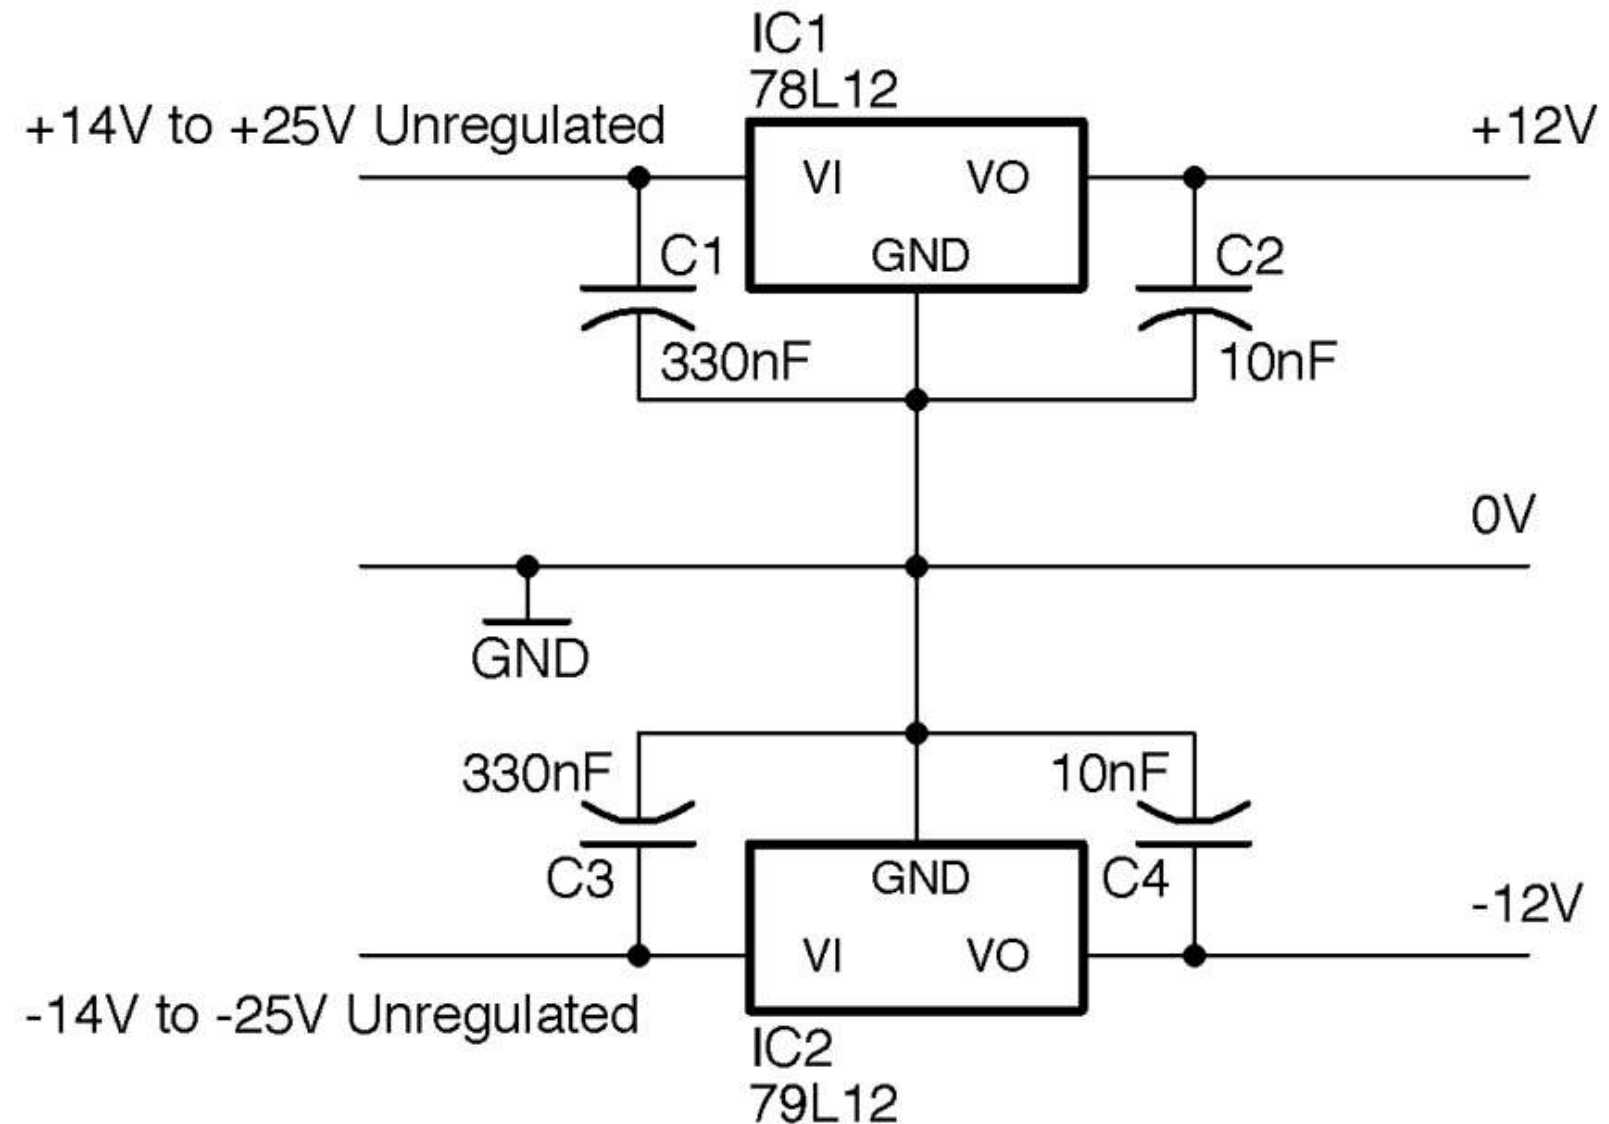 IC1
78L12
+14V to +25V Unregulated
+12V
VI VO
GND
C1
C2
330nF
10nF
0V
GND
330nF
10nF
C3
GND
C4
-12V
VI VO
-14V to -25V Unregulated
IC2
79L12